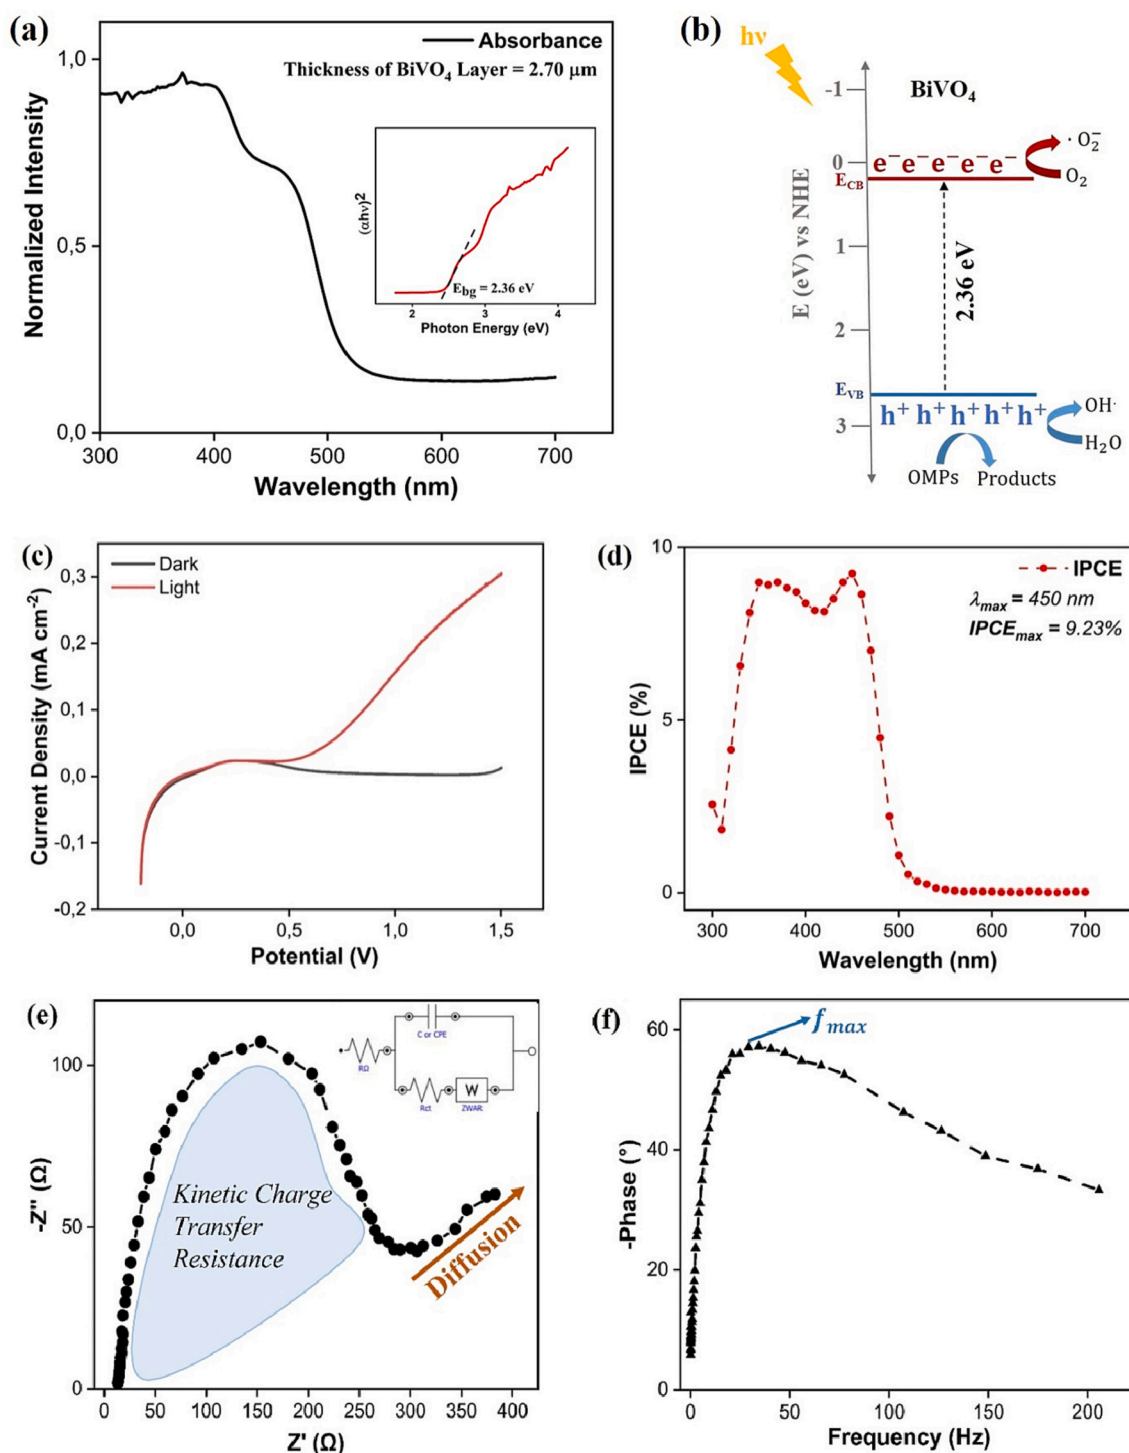 (a)
Absorbance
Thickness of BiVO₄ Layer = 2.70 μm
1,0
0,5
0,0
Normalized Intensity
300 400 500 600 700
Wavelength (nm)
(αhν)²
E_bg = 2.36 eV
2 3 4
Photon Energy (eV)
(b)
hν
BiVO₄
-1
0
1
2
3
E (eV) vs NHE
e⁻ e⁻ e⁻ e⁻ e⁻
· O₂⁻
O₂
E_CB
2.36 eV
E_VB
h⁺ h⁺ h⁺ h⁺ h⁺
OH·
H₂O
OMPs Products
(c)
Dark
Light
0,3
0,2
0,1
0,0
-0,1
-0,2
Current Density (mA cm⁻²)
0,0 0,5 1,0 1,5
Potential (V)
(d)
IPCE
λ_max = 450 nm
IPCE_max = 9.23%
10
5
0
IPCE (%)
300 400 500 600 700
Wavelength (nm)
(e)
C or CPE
RΩ
Rct
W
ZWAR
100
50
0
-Z'' (Ω)
Kinetic Charge
Transfer
Resistance
Diffusion
0 50 100 150 200 250 300 350 400
Z' (Ω)
(f)
f_max
60
40
20
0
-Phase (°)
0 50 100 150 200
Frequency (Hz)